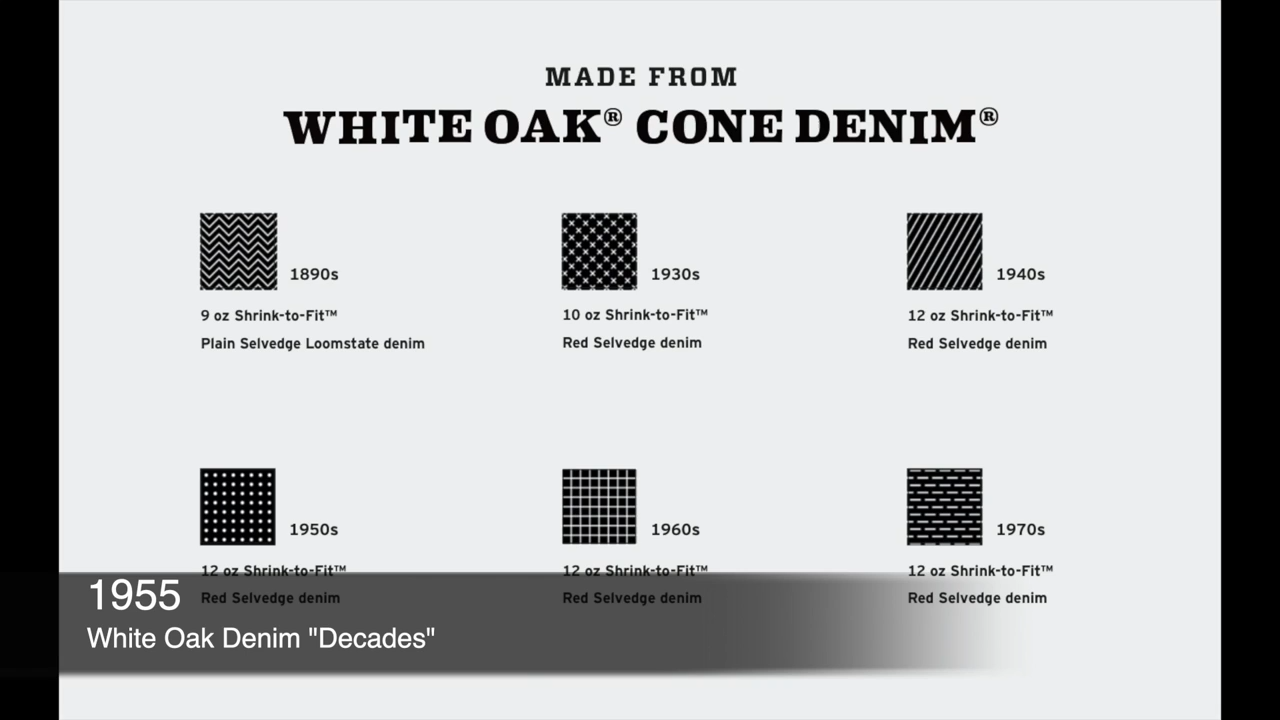 MADE FROM
WHITE OAK® CONE DENIM®
1890s
9 oz Shrink-to-Fit™
Plain Selvedge Loomstate denim
1930s
10 oz Shrink-to-Fit™
Red Selvedge denim
1940s
12 oz Shrink-to-Fit™
Red Selvedge denim
1950s
12 oz Shrink-to-Fit™
Red Selvedge denim
1960s
12 oz Shrink-to-Fit™
Red Selvedge denim
1970s
12 oz Shrink-to-Fit™
Red Selvedge denim
1955
White Oak Denim "Decades"